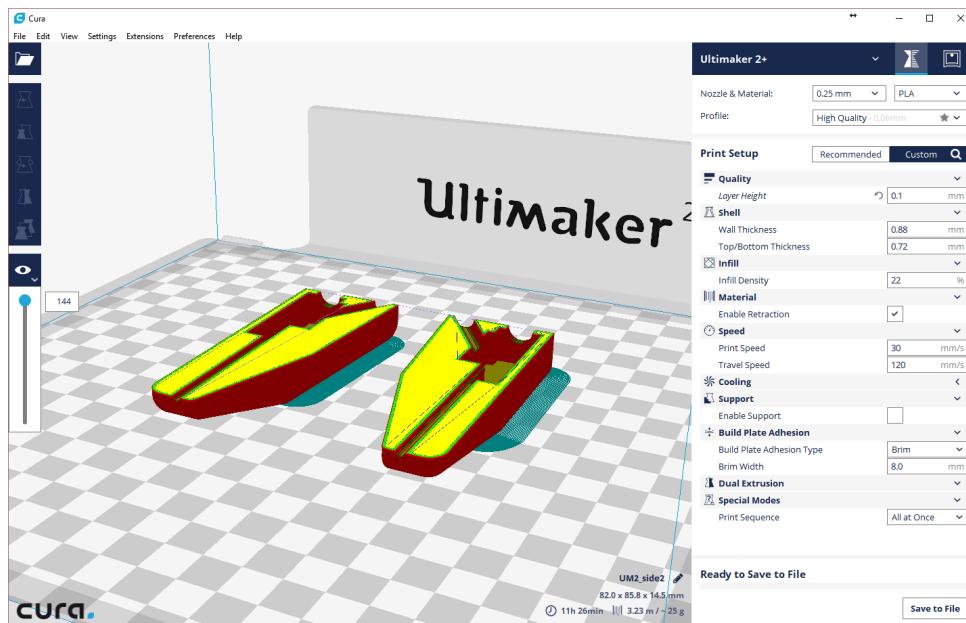 Cura
File Edit View Settings Extensions Preferences Help
Ultimaker 2
144
Ultimaker 2+
Nozzle & Material: 0.25 mm PLA
Profile: High Quality - 0.06mm
Print Setup Recommended Custom
Quality
Layer Height 0.1 mm
Shell
Wall Thickness 0.88 mm
Top/Bottom Thickness 0.72 mm
Infill
Infill Density 22 %
Material
Enable Retraction
Speed
Print Speed 30 mm/s
Travel Speed 120 mm/s
Cooling
Support
Enable Support
Build Plate Adhesion
Build Plate Adhesion Type Brim
Brim Width 8.0 mm
Dual Extrusion
Special Modes
Print Sequence All at Once
UM2_side2
82.0 x 85.8 x 14.5 mm
11h 26min 3.23 m / ~ 25 g
cura.
Ready to Save to File
Save to File